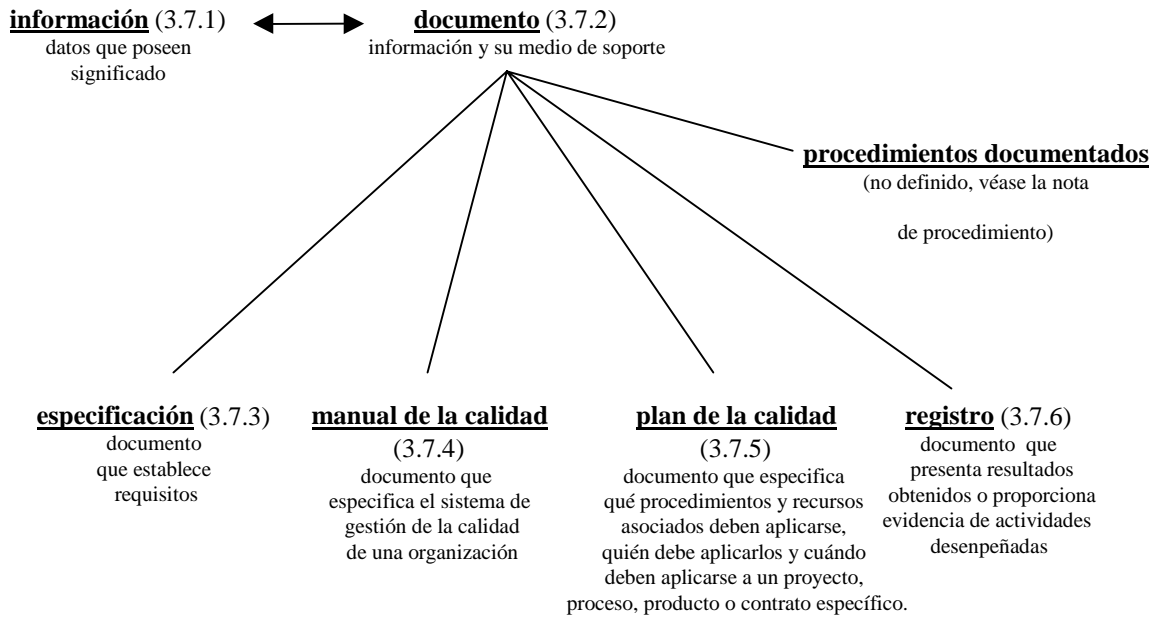 información (3.7.1)
datos que poseen
significado
documento (3.7.2)
información y su medio de soporte
procedimientos documentados
(no definido, véase la nota
de procedimiento)
especificación (3.7.3)
documento
que establece
requisitos
manual de la calidad
(3.7.4)
documento que
especifica el sistema de
gestión de la calidad
de una organización
plan de la calidad
(3.7.5)
documento que especifica
qué procedimientos y recursos
asociados deben aplicarse,
quién debe aplicarlos y cuándo
deben aplicarse a un proyecto,
proceso, producto o contrato específico.
registro (3.7.6)
documento que
presenta resultados
obtenidos o proporciona
evidencia de actividades
desenpeñadas